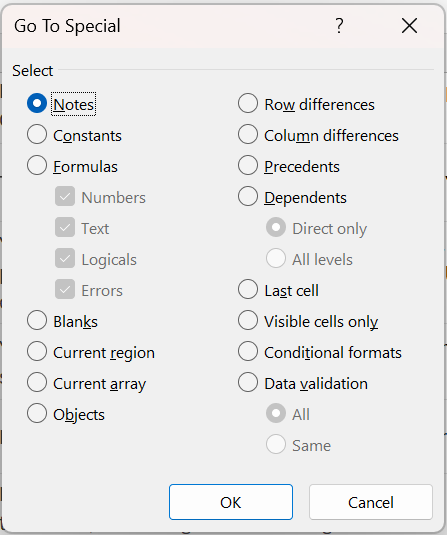 Go To Special ?
Select
Notes
Constants
Formulas
Numbers
Text
Logicals
Errors
Blanks
Current region
Current array
Objects
Row differences
Column differences
Precedents
Dependents
Direct only
All levels
Last cell
Visible cells only
Conditional formats
Data validation
All
Same
OK
Cancel